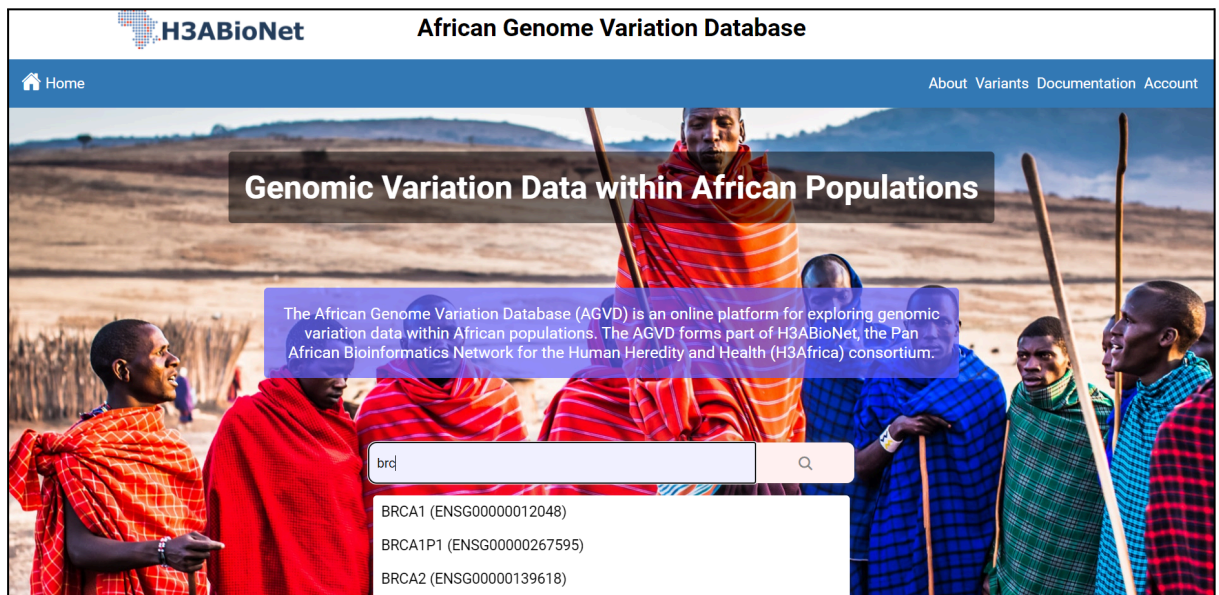 H3ABioNet
African Genome Variation Database
Home
About Variants Documentation Account
Genomic Variation Data within African Populations
The African Genome Variation Database (AGVD) is an online platform for exploring genomic
variation data within African populations. The AGVD forms part of H3ABioNet, the Pan
African Bioinformatics Network for the Human Heredity and Health (H3Africa) consortium.
brc
BRCA1 (ENSG00000012048)
BRCA1P1 (ENSG00000267595)
BRCA2 (ENSG00000139618)